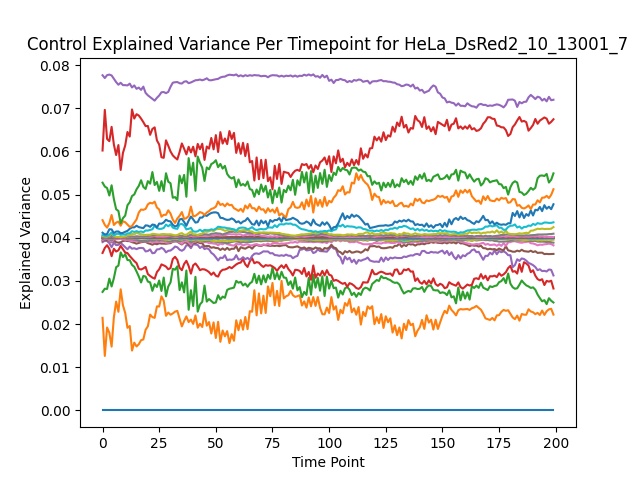 Control Explained Variance Per Timepoint for HeLa_DsRed2_10_13001_7
Explained Variance
0.08
0.07
0.06
0.05
0.04
0.03
0.02
0.01
0.00
0 25 50 75 100 125 150 175 200
Time Point